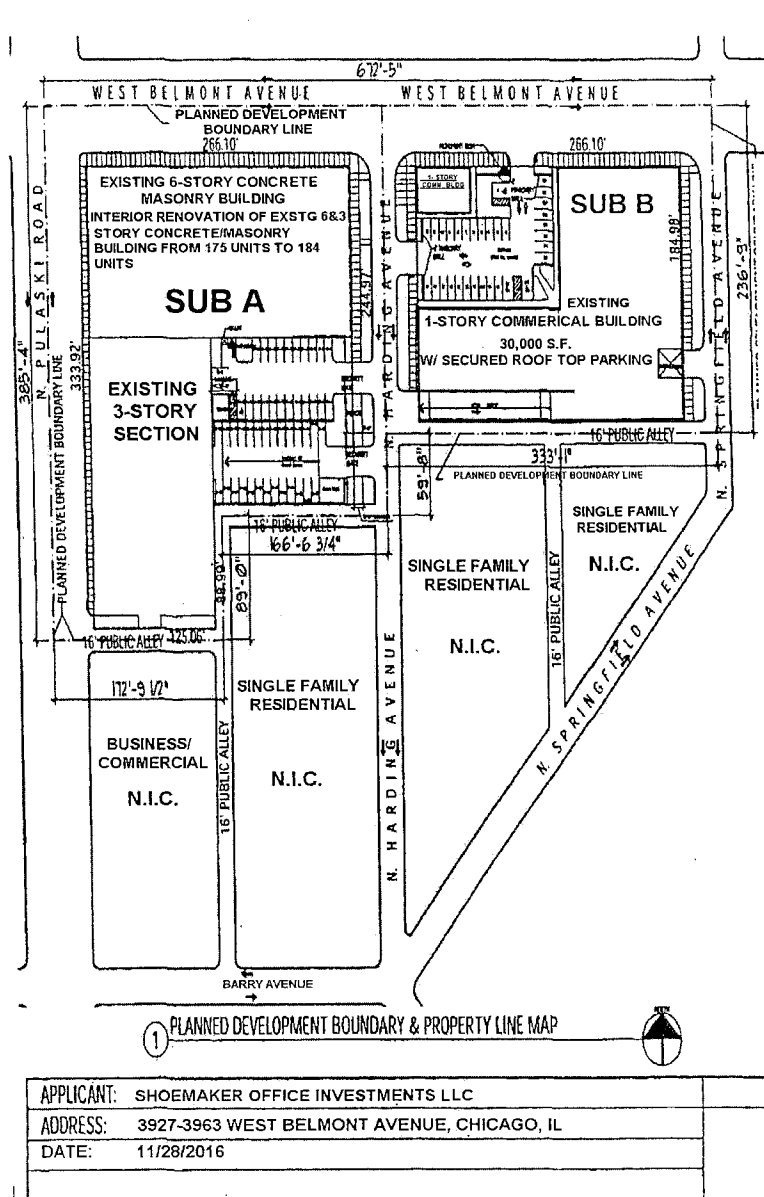 672'-5"
WEST BELMONT AVENUE
WEST BELMONT AVENUE
PLANNED DEVELOPMENT
BOUNDARY LINE
266.10'
266.10'
EXISTING 6-STORY CONCRETE
MASONRY BUILDING
INTERIOR RENOVATION OF EXSTG 6&3
STORY CONCRETE/MASONRY
BUILDING FROM 175 UNITS TO 184
UNITS
SUB A
1-STORY
COMM. BLDG
SUB B
184.98'
236'-9"
244.97'
EXISTING
1-STORY COMMERICAL BUILDING
30,000 S.F.
W/ SECURED ROOF TOP PARKING
N. PULASKI ROAD
385'-4"
333.92'
PLANNED DEVELOPMENT BOUNDARY LINE
EXISTING
3-STORY
SECTION
N. HARDING AVENUE
N. SPRINGFIELD AVENUE
16' PUBLIC ALLEY
333'-1"
PLANNED DEVELOPMENT BOUNDARY LINE
59'-8"
16' PUBLIC ALLEY
166'-6 3/4"
88.99'
89'-0"
SINGLE FAMILY
RESIDENTIAL
N.I.C.
SINGLE FAMILY
RESIDENTIAL
N.I.C.
16' PUBLIC ALLEY
16' PUBLIC ALLEY 125.06'
172'-9 1/2"
SINGLE FAMILY
RESIDENTIAL
N.I.C.
BUSINESS/
COMMERCIAL
N.I.C.
16' PUBLIC ALLEY
N. HARDING AVENUE
N. SPRINGFIELD AVENUE
BARRY AVENUE
1 PLANNED DEVELOPMENT BOUNDARY & PROPERTY LINE MAP
NORTH
APPLICANT: SHOEMAKER OFFICE INVESTMENTS LLC
ADDRESS: 3927-3963 WEST BELMONT AVENUE, CHICAGO, IL
DATE: 11/28/2016